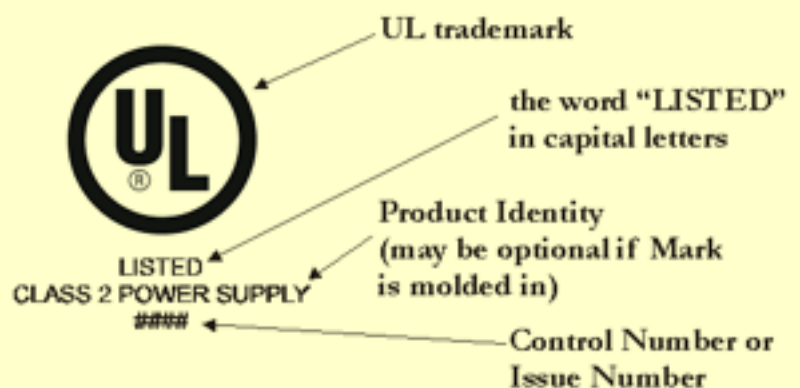 UL trademark
UL
®
the word “LISTED”
in capital letters
Product Identity
(may be optional if Mark
is molded in)
LISTED
CLASS 2 POWER SUPPLY
####
Control Number or
Issue Number